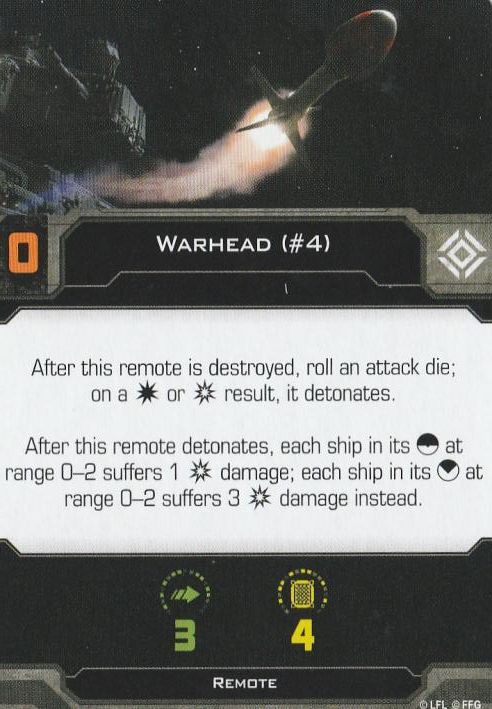 0
WARHEAD (#4)
After this remote is destroyed, roll an attack die;
on a or result, it detonates.
After this remote detonates, each ship in its at
range 0–2 suffers 1 damage; each ship in its at
range 0–2 suffers 3 damage instead.
3 4
REMOTE
© LFL © FFG